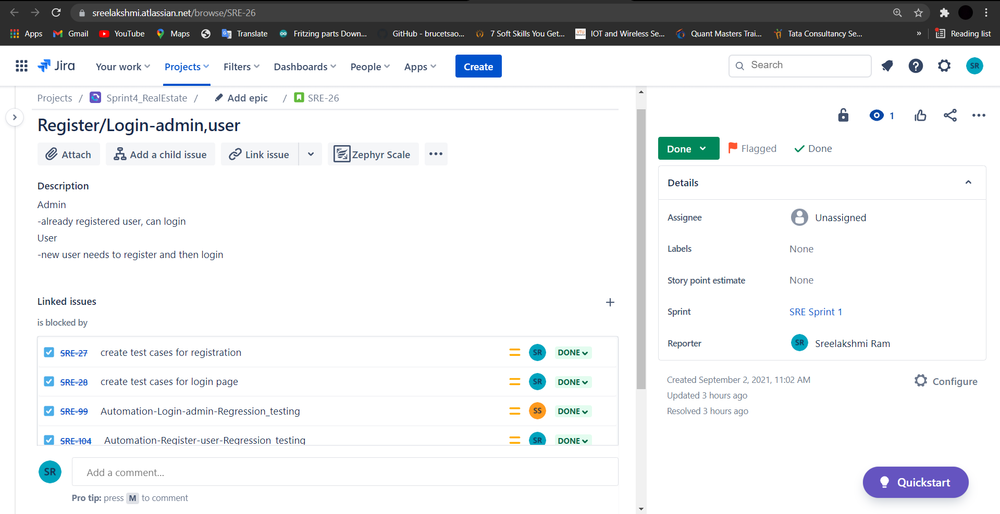 sreelakshmi.atlassian.net/browse/SRE-26
Apps Gmail YouTube Maps Translate Fritzing parts Down... GitHub - brucetsao... 7 Soft Skills You Get... VTU IOT and Wireless Se... Quant Masters Trai... Tata Consultancy Se... » Reading list
Jira Your work Projects Filters Dashboards People Apps Create Search SR
Projects / Sprint4_RealEstate / Add epic / SRE-26
1
Register/Login-admin,user
Attach Add a child issue Link issue Zephyr Scale
Done Flagged Done
Description
Admin
-already registered user, can login
User
-new user needs to register and then login
Linked issues
is blocked by
SRE-27 create test cases for registration SR DONE
SRE-28 create test cases for login page SR DONE
SRE-99 Automation-Login-admin-Regression_testing SS DONE
SRE-104 Automation-Register-user-Regression_testing SR DONE
SR Add a comment...
Pro tip: press M to comment
Details
Assignee Unassigned
Labels None
Story point estimate None
Sprint SRE Sprint 1
Reporter SR Sreelakshmi Ram
Created September 2, 2021, 11:02 AM
Updated 3 hours ago
Resolved 3 hours ago
Configure
Quickstart